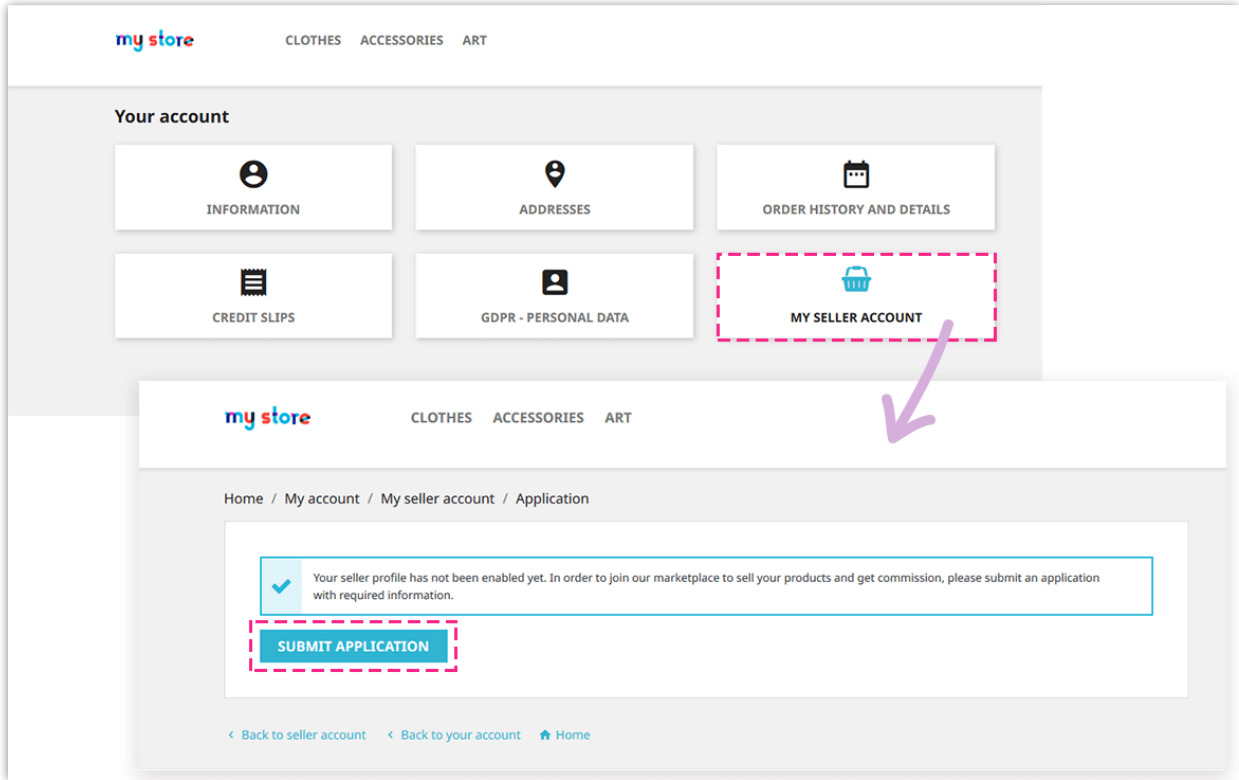 my store
CLOTHES ACCESSORIES ART
Your account
INFORMATION
ADDRESSES
ORDER HISTORY AND DETAILS
CREDIT SLIPS
GDPR - PERSONAL DATA
MY SELLER ACCOUNT
my store
CLOTHES ACCESSORIES ART
Home / My account / My seller account / Application
Your seller profile has not been enabled yet. In order to join our marketplace to sell your products and get commission, please submit an application
with required information.
SUBMIT APPLICATION
< Back to seller account < Back to your account Home